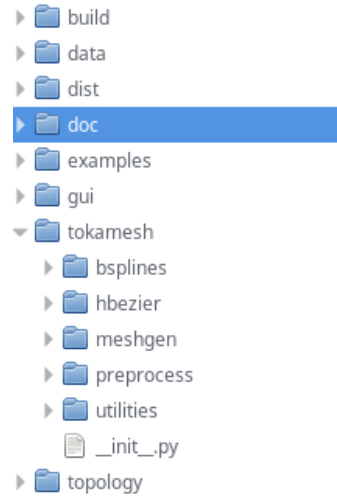 build
data
dist
doc
examples
gui
tokamesh
bsplines
hbezier
meshgen
preprocess
utilities
__init__.py
topology